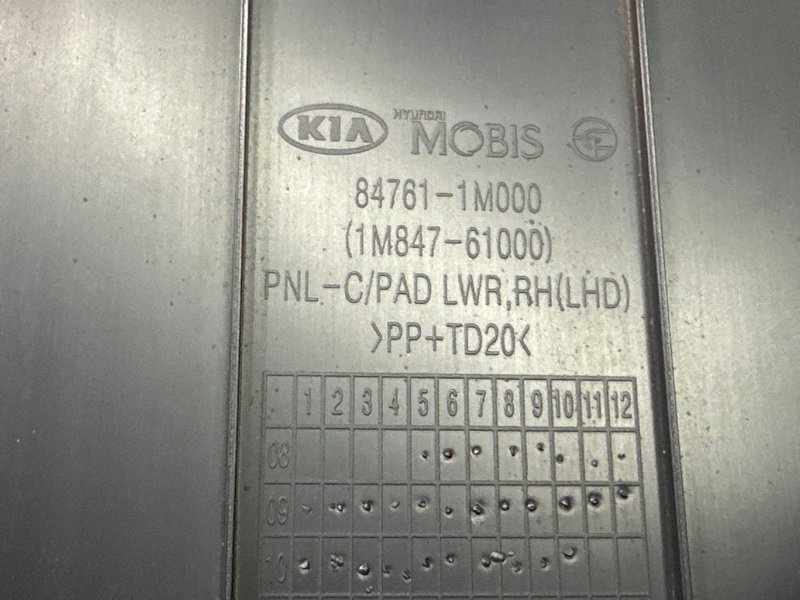 KIA HYUNDAI MOBIS
84761-1M000
(1M847-61000)
PNL-C/PAD LWR,RH(LHD)
>PP+TD20<
1 2 3 4 5 6 7 8 9 10 11 12
08
09
10